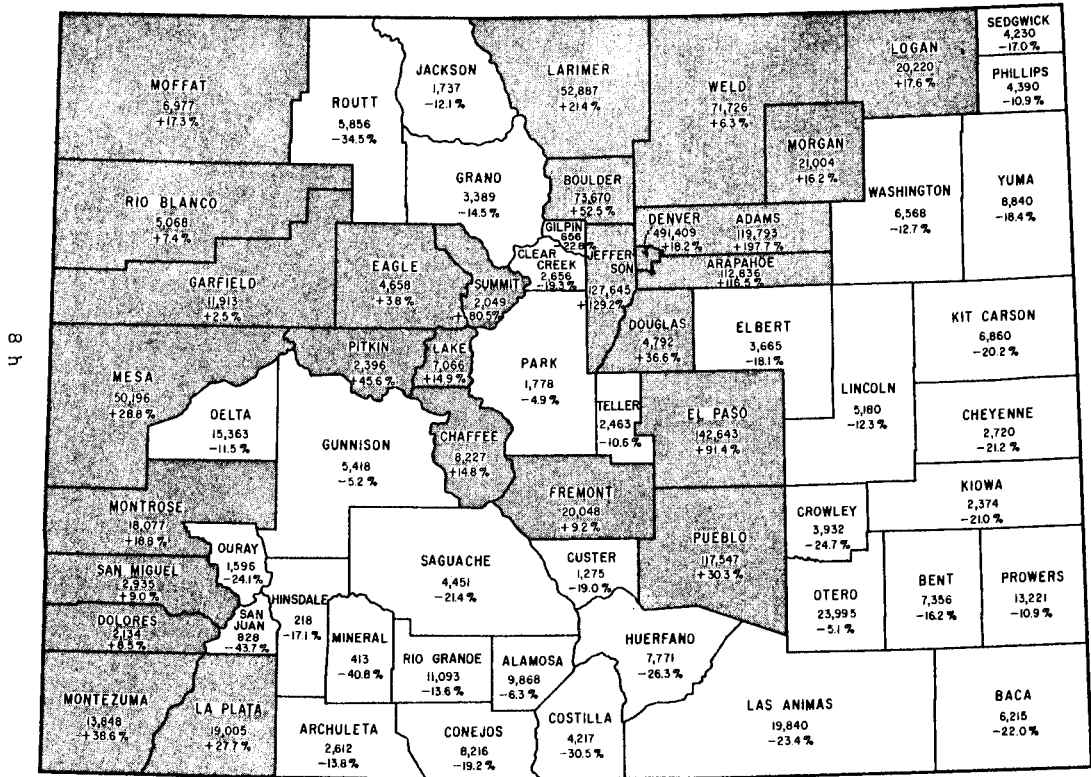 8 h
MOFFAT
6,977
+17.3%
ROUTT
5,856
-34.5%
JACKSON
1,737
-12.1%
LARIMER
52,887
+21.4%
WELD
71,726
+6.3%
LOGAN
20,220
+17.6%
SEDGWICK
4,230
-17.0%
PHILLIPS
4,390
-10.9%
MORGAN
21,004
+16.2%
WASHINGTON
6,568
-12.7%
YUMA
8,840
-18.4%
RIO BLANCO
5,068
+7.4%
GRAND
3,389
-14.5%
BOULDER
73,670
+52.5%
GILPIN
656
-22.8%
CLEAR
CREEK
2,656
-19.3%
JEFFER
SON
127,645
+129.2%
DENVER
491,409
+18.2%
ADAMS
119,793
+197.7%
ARAPAHOE
112,836
+116.5%
GARFIELD
11,913
+2.5%
EAGLE
4,658
+3.8%
SUMMIT
2,049
+80.5%
DOUGLAS
4,792
+36.6%
ELBERT
3,665
-18.1%
KIT CARSON
6,860
-20.2%
MESA
50,196
+28.8%
PITKIN
2,396
+45.6%
LAKE
7,066
+14.9%
PARK
1,778
-4.9%
TELLER
2,463
-10.6%
EL PASO
142,643
+91.4%
LINCOLN
5,180
-12.3%
CHEYENNE
2,720
-21.2%
DELTA
15,363
-11.5%
GUNNISON
5,418
-5.2%
CHAFFEE
8,227
+14.8%
FREMONT
20,048
+9.2%
KIOWA
2,374
-21.0%
MONTROSE
18,077
+18.8%
PUEBLO
117,547
+30.3%
CROWLEY
3,932
-24.7%
OURAY
1,596
-24.1%
SAGUACHE
4,451
-21.4%
CUSTER
1,275
-19.0%
SAN MIGUEL
2,935
+9.0%
OTERO
23,995
-5.1%
BENT
7,356
-16.2%
PROWERS
13,221
-10.9%
DOLORES
2,134
+8.5%
SAN
JUAN
828
-43.7%
HINSDALE
218
-17.1%
MINERAL
413
-40.8%
RIO GRANDE
11,093
-13.6%
ALAMOSA
9,868
-6.3%
HUERFANO
7,771
-26.3%
MONTEZUMA
13,848
+38.6%
LA PLATA
19,005
+27.7%
ARCHULETA
2,612
-13.8%
CONEJOS
8,216
-19.2%
COSTILLA
4,217
-30.5%
LAS ANIMAS
19,840
-23.4%
BACA
6,215
-22.0%